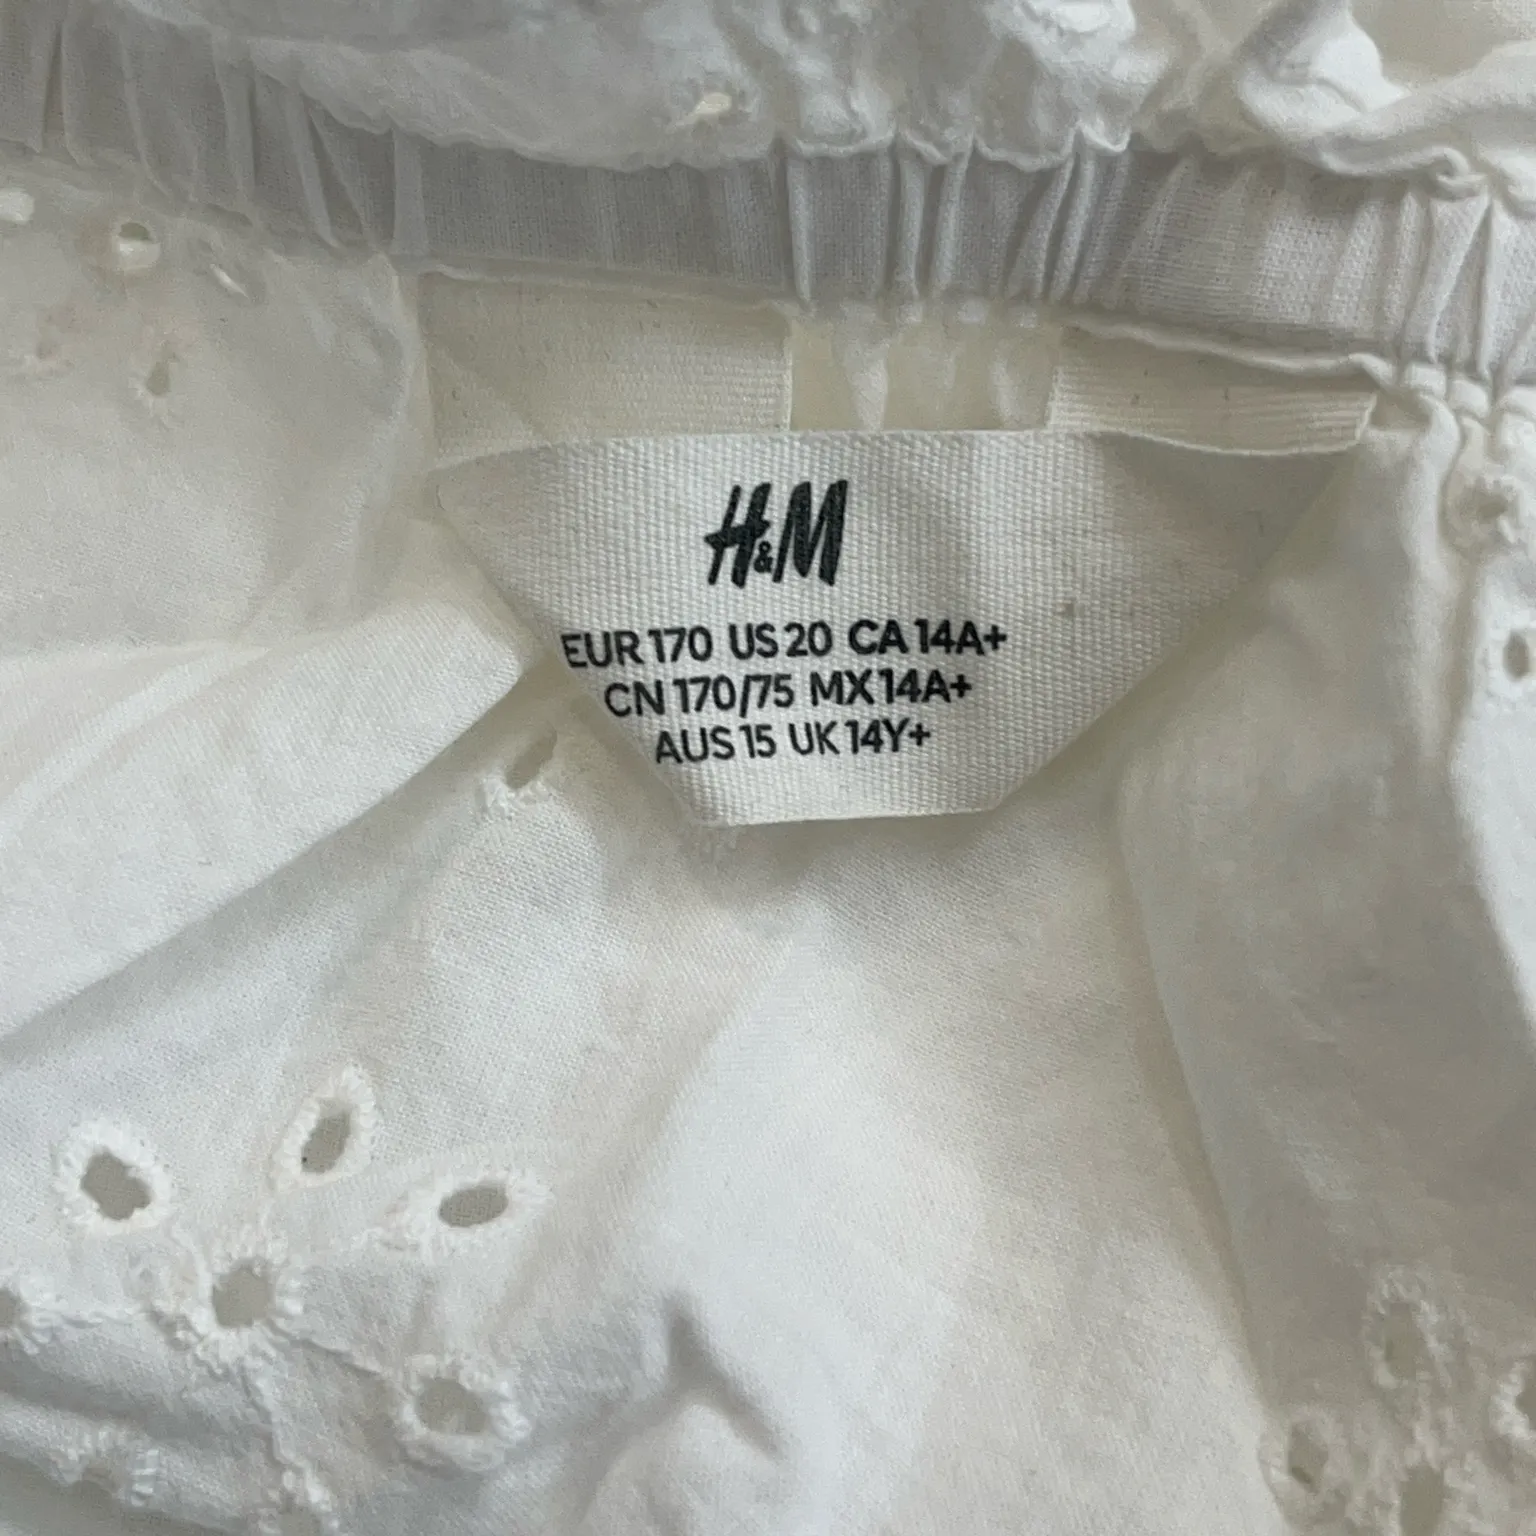 H&M
EUR 170 US 20 CA 14A+
CN 170/75 MX 14A+
AUS 15 UK 14Y+